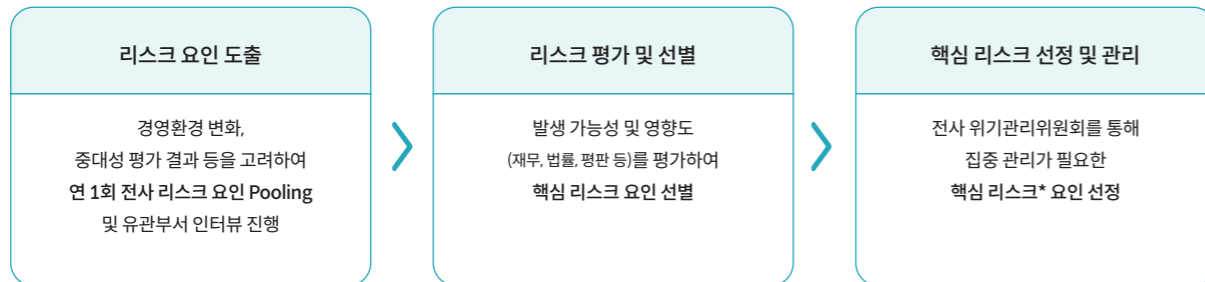 리스크 요인 도출
경영환경 변화,
중대성 평가 결과 등을 고려하여
연 1회 전사 리스크 요인 Pooling
및 유관부서 인터뷰 진행
리스크 평가 및 선별
발생 가능성 및 영향도
(재무, 법률, 평판 등)를 평가하여
핵심 리스크 요인 선별
핵심 리스크 선정 및 관리
전사 위기관리위원회를 통해
집중 관리가 필요한
핵심 리스크* 요인 선정